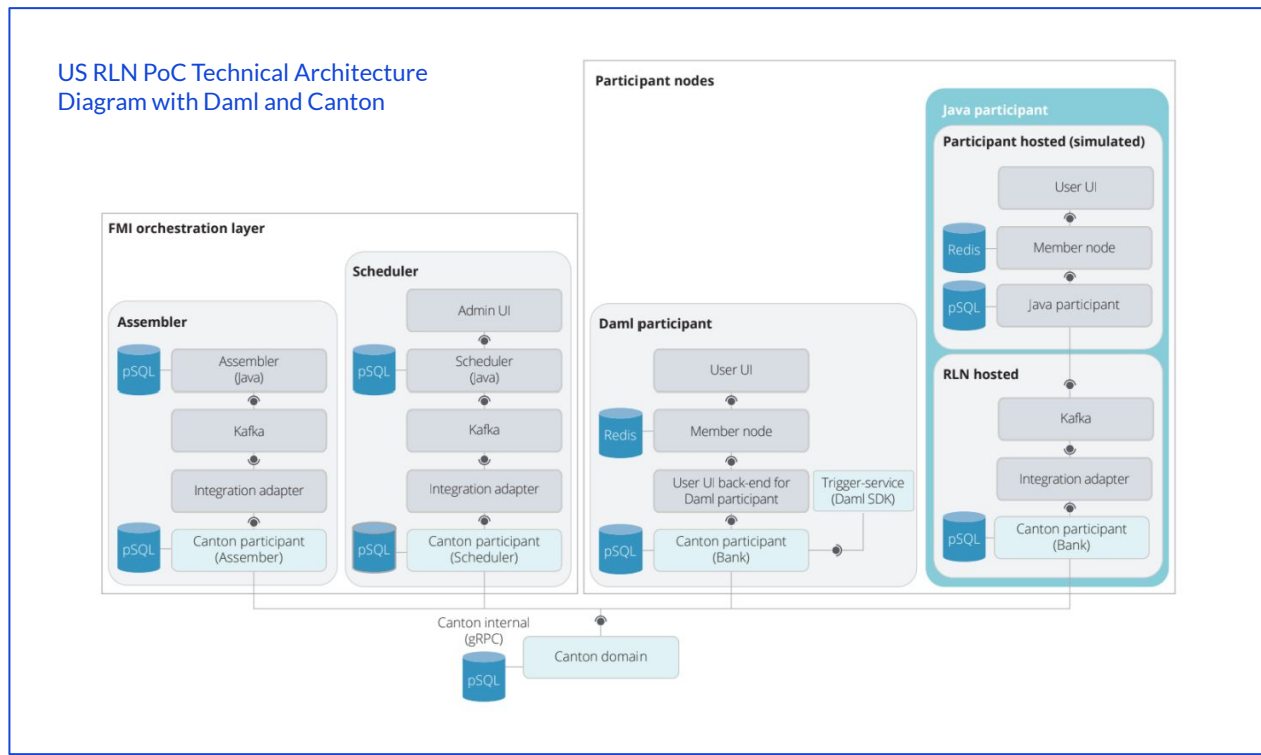 US RLN PoC Technical Architecture
Diagram with Daml and Canton
FMI orchestration layer
Assembler
pSQL
Assembler
(Java)
Kafka
Integration adapter
pSQL
Canton participant
(Assember)
Scheduler
Admin UI
pSQL
Scheduler
(Java)
Kafka
Integration adapter
pSQL
Canton participant
(Scheduler)
Participant nodes
Daml participant
User UI
Redis
Member node
User UI back-end for
Daml participant
Trigger-service
(Daml SDK)
pSQL
Canton participant
(Bank)
Java participant
Participant hosted (simulated)
User UI
Redis
Member node
pSQL
Java participant
RLN hosted
Kafka
Integration adapter
pSQL
Canton participant
(Bank)
Canton internal
(gRPC)
pSQL
Canton domain